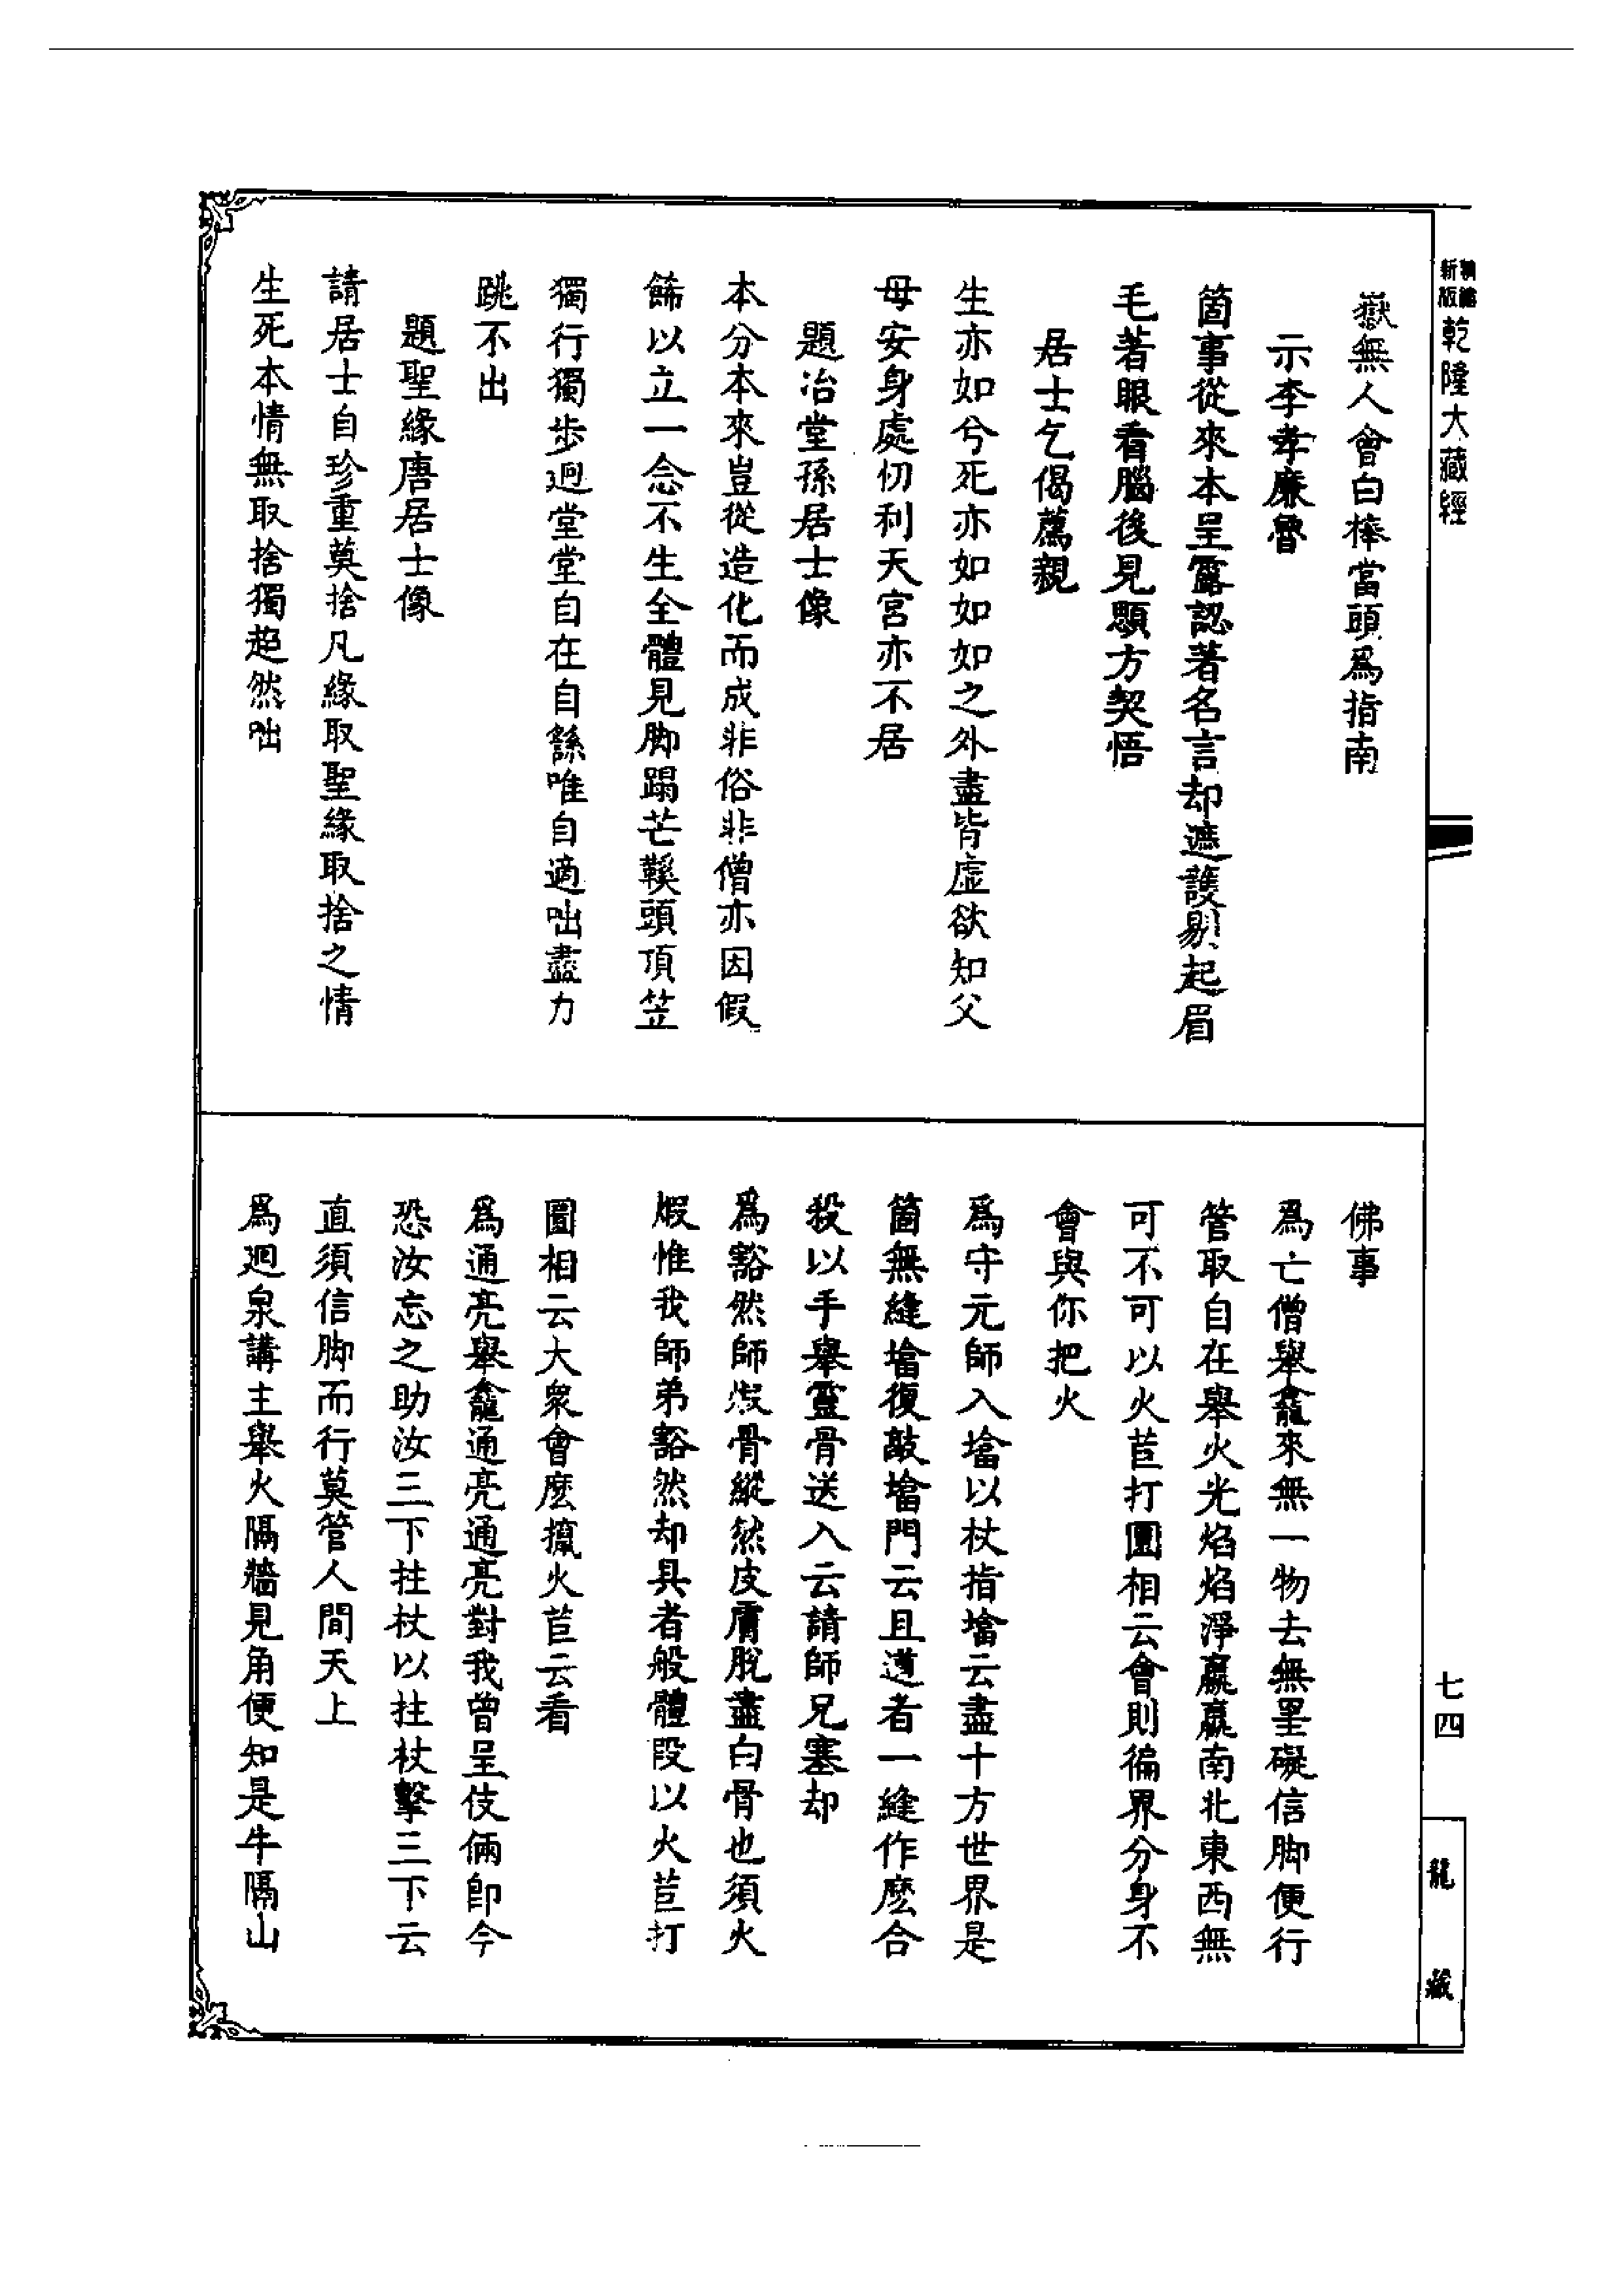 新版精縮乾隆大藏經
嶽無人會白棒當頭爲指南
示李孝廉魯
箇事從來本呈露認著名言却遮護剔起眉
毛著眼看腦後見顋方契悟
居士乞偈薦親
生亦如兮死亦如如如之外盡皆虛欲知父
母安身處忉利天宮亦不居
題冶堂孫居士像
本分本來豈從造化而成非俗非僧亦因假
餙以立一念不生全體見脚蹋芒鞵頭頂笠
獨行獨步迥堂堂自在自繇唯自適咄盡力
跳不出
題聖緣唐居士像
請居士自珍重莫捨凡緣取聖緣取捨之情
生死本情無取捨獨超然咄
佛事
爲亡僧舉龕來無一物去無罣礙信脚便行
管取自在舉火光焰焰淨臝臝南北東西無
可不可以火苣打圓相云會則徧界分身不
會與你把火
爲守元師入墖以杖指墖云盡十方世界是
箇無縫墖復敲墖門云且道者一縫作麽合
殺以手舉靈骨送入云請師兄塞却
爲豁然師煅骨縱然皮膚脫盡白骨也須火
煅惟我師弟豁然却具者般體段以火苣打
圓相云大衆會麽攛火苣云看
爲通亮舉龕通亮通亮對我曾呈伎倆卽今
恐汝忘之助汝三下拄杖以拄杖擊三下云
直須信脚而行莫管人間天上
爲迥泉講主舉火隔牆見角便知是牛隔山
七四
龍藏